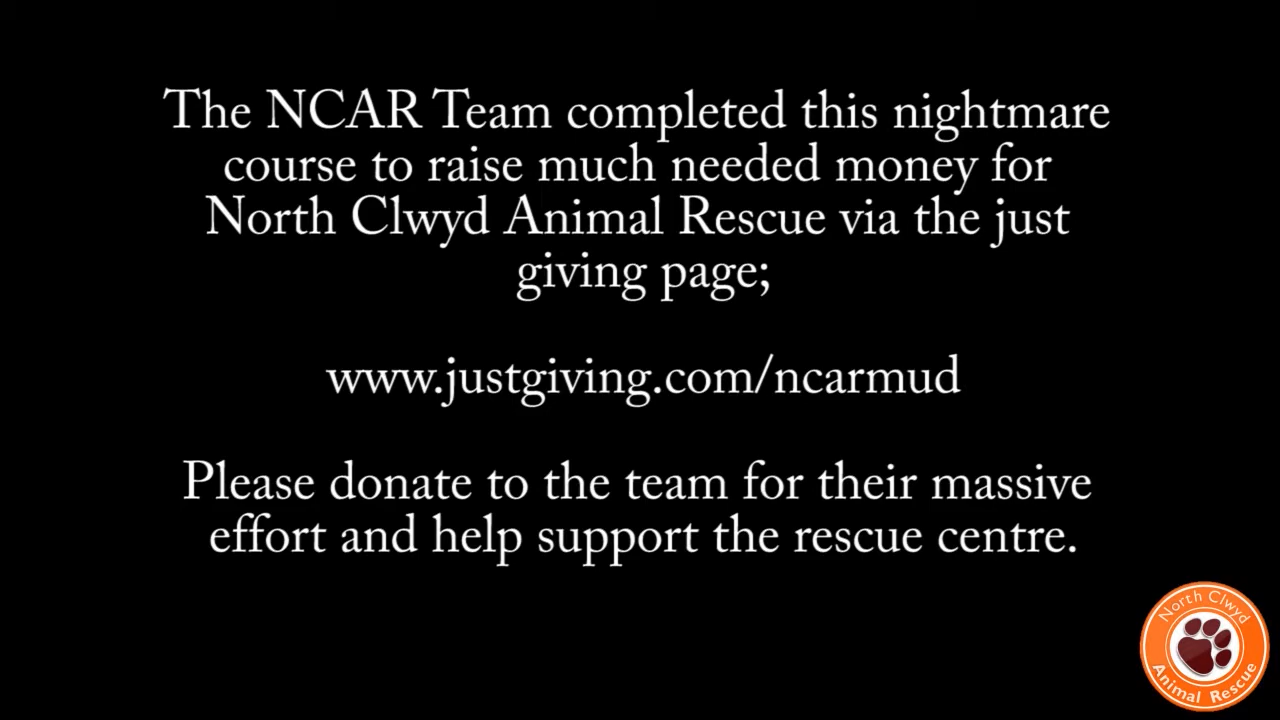 The NCAR Team completed this nightmare
course to raise much needed money for
North Clwyd Animal Rescue via the just
giving page;
www.justgiving.com/ncarmud
Please donate to the team for their massive
effort and help support the rescue centre.
North Clwyd
Animal Rescue